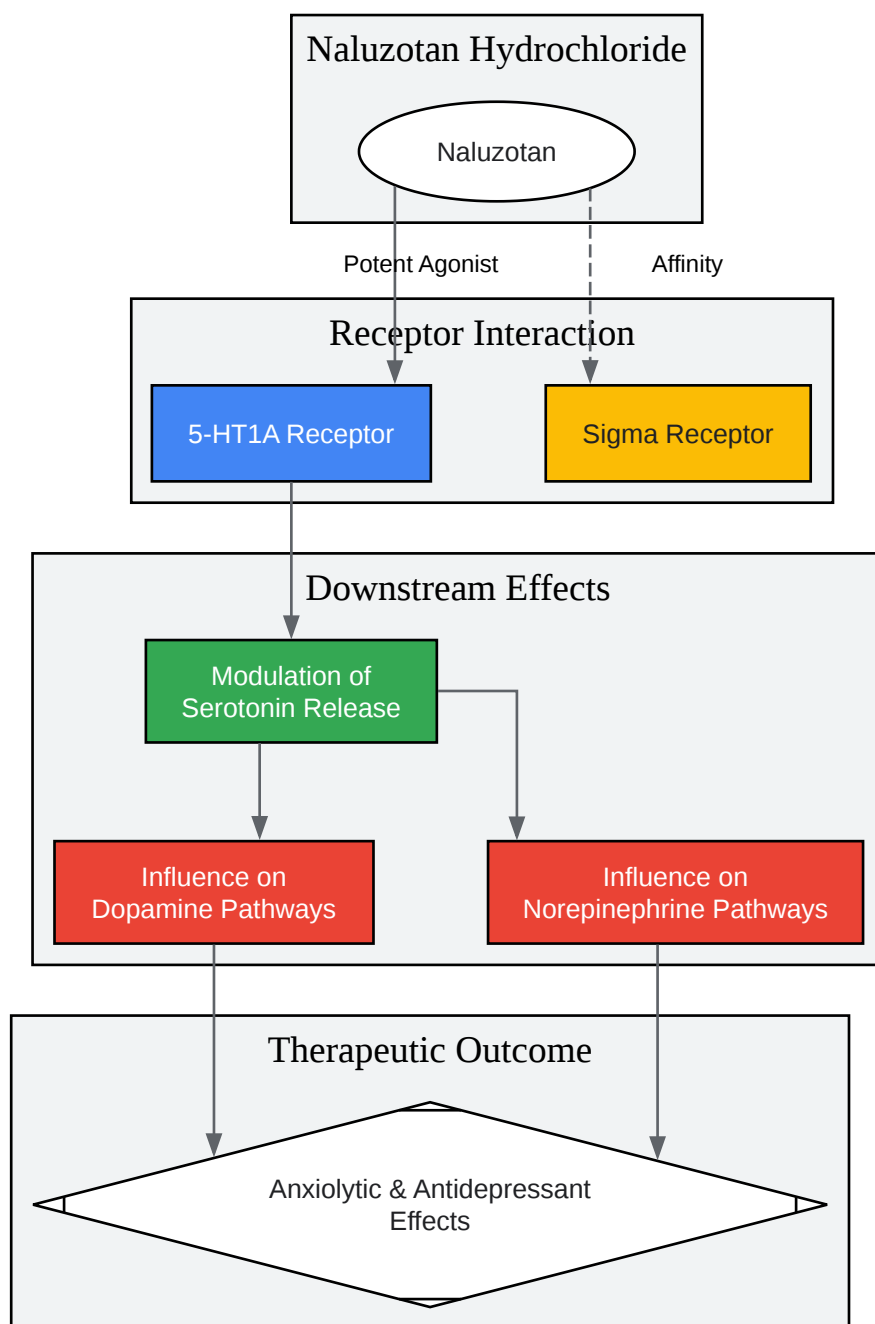 Naluzotan Hydrochloride
Naluzotan
Potent Agonist
Affinity
Receptor Interaction
5-HT1A Receptor
Sigma Receptor
Downstream Effects
Modulation of
Serotonin Release
Influence on
Dopamine Pathways
Influence on
Norepinephrine Pathways
Therapeutic Outcome
Anxiolytic & Antidepressant
Effects